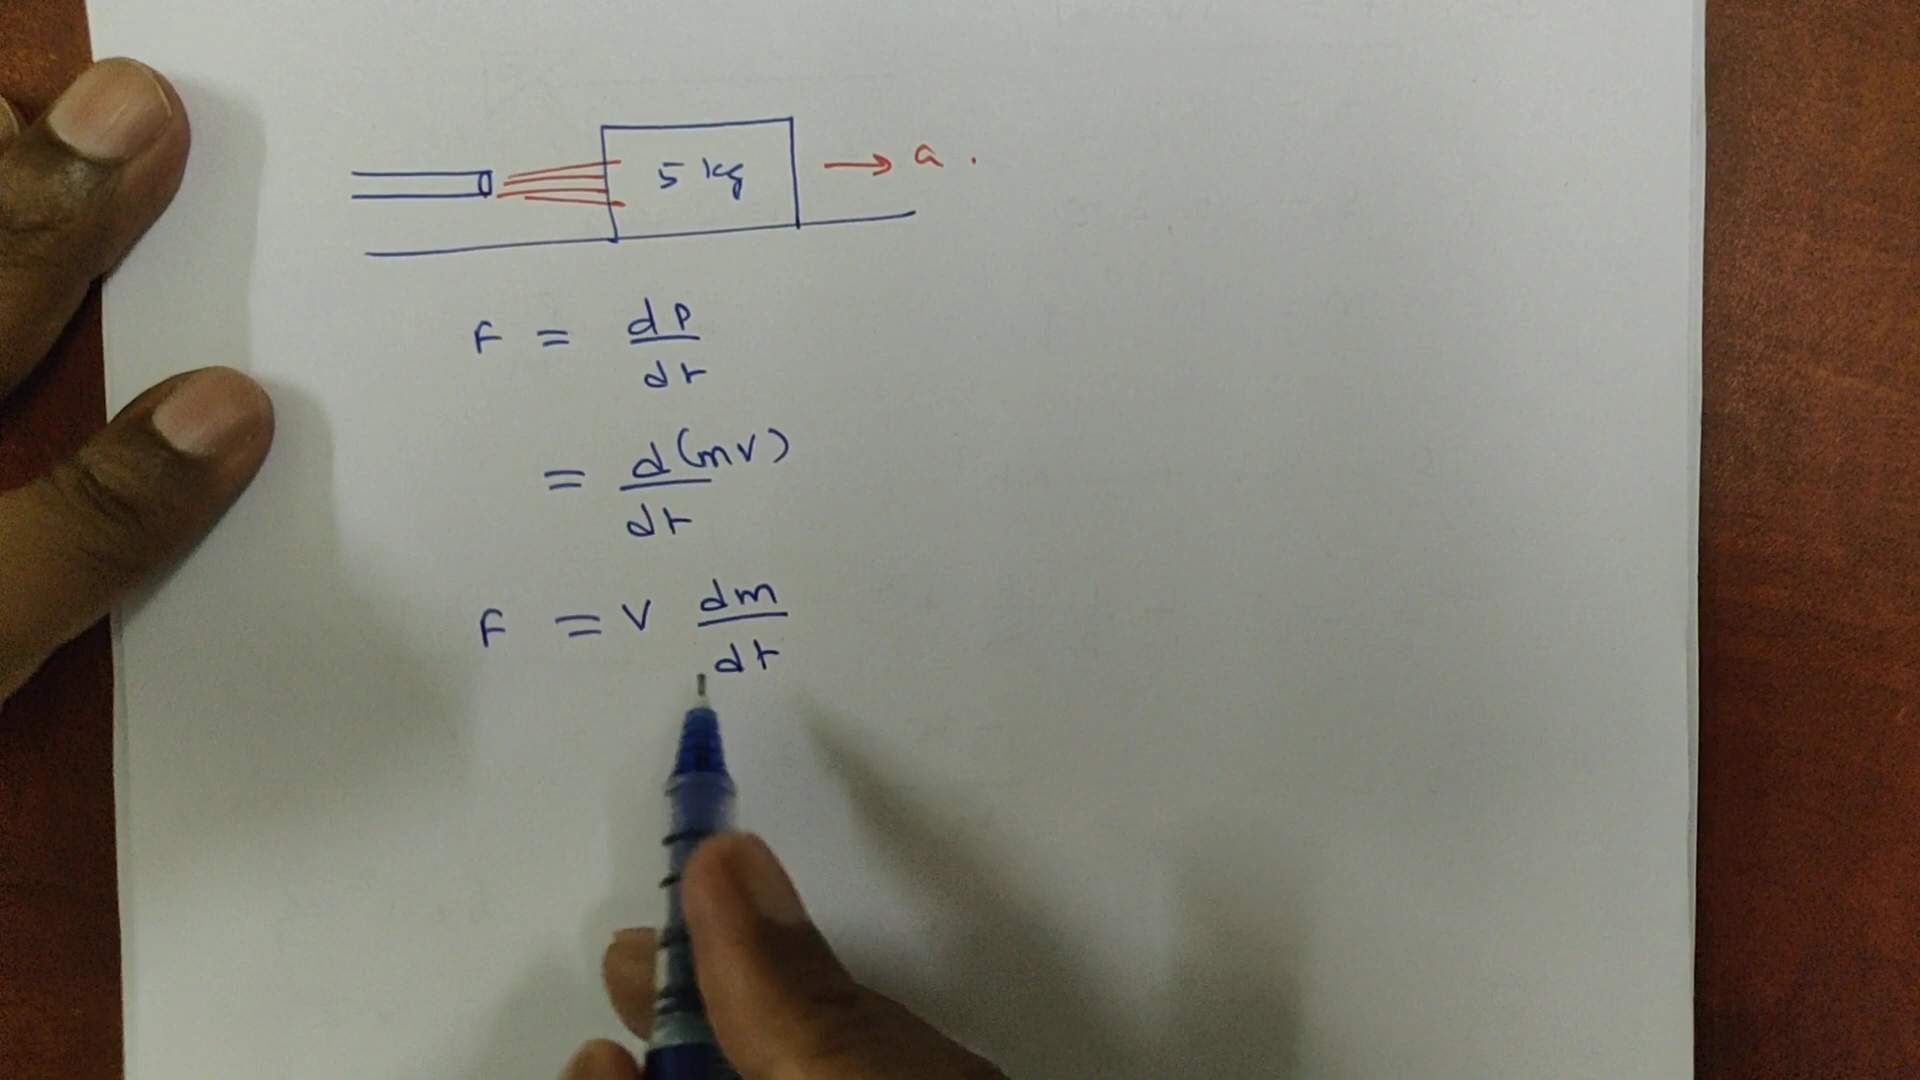 5 kg → a .
F = dP/dt
= d(mv)/dt
F = V dm/dt